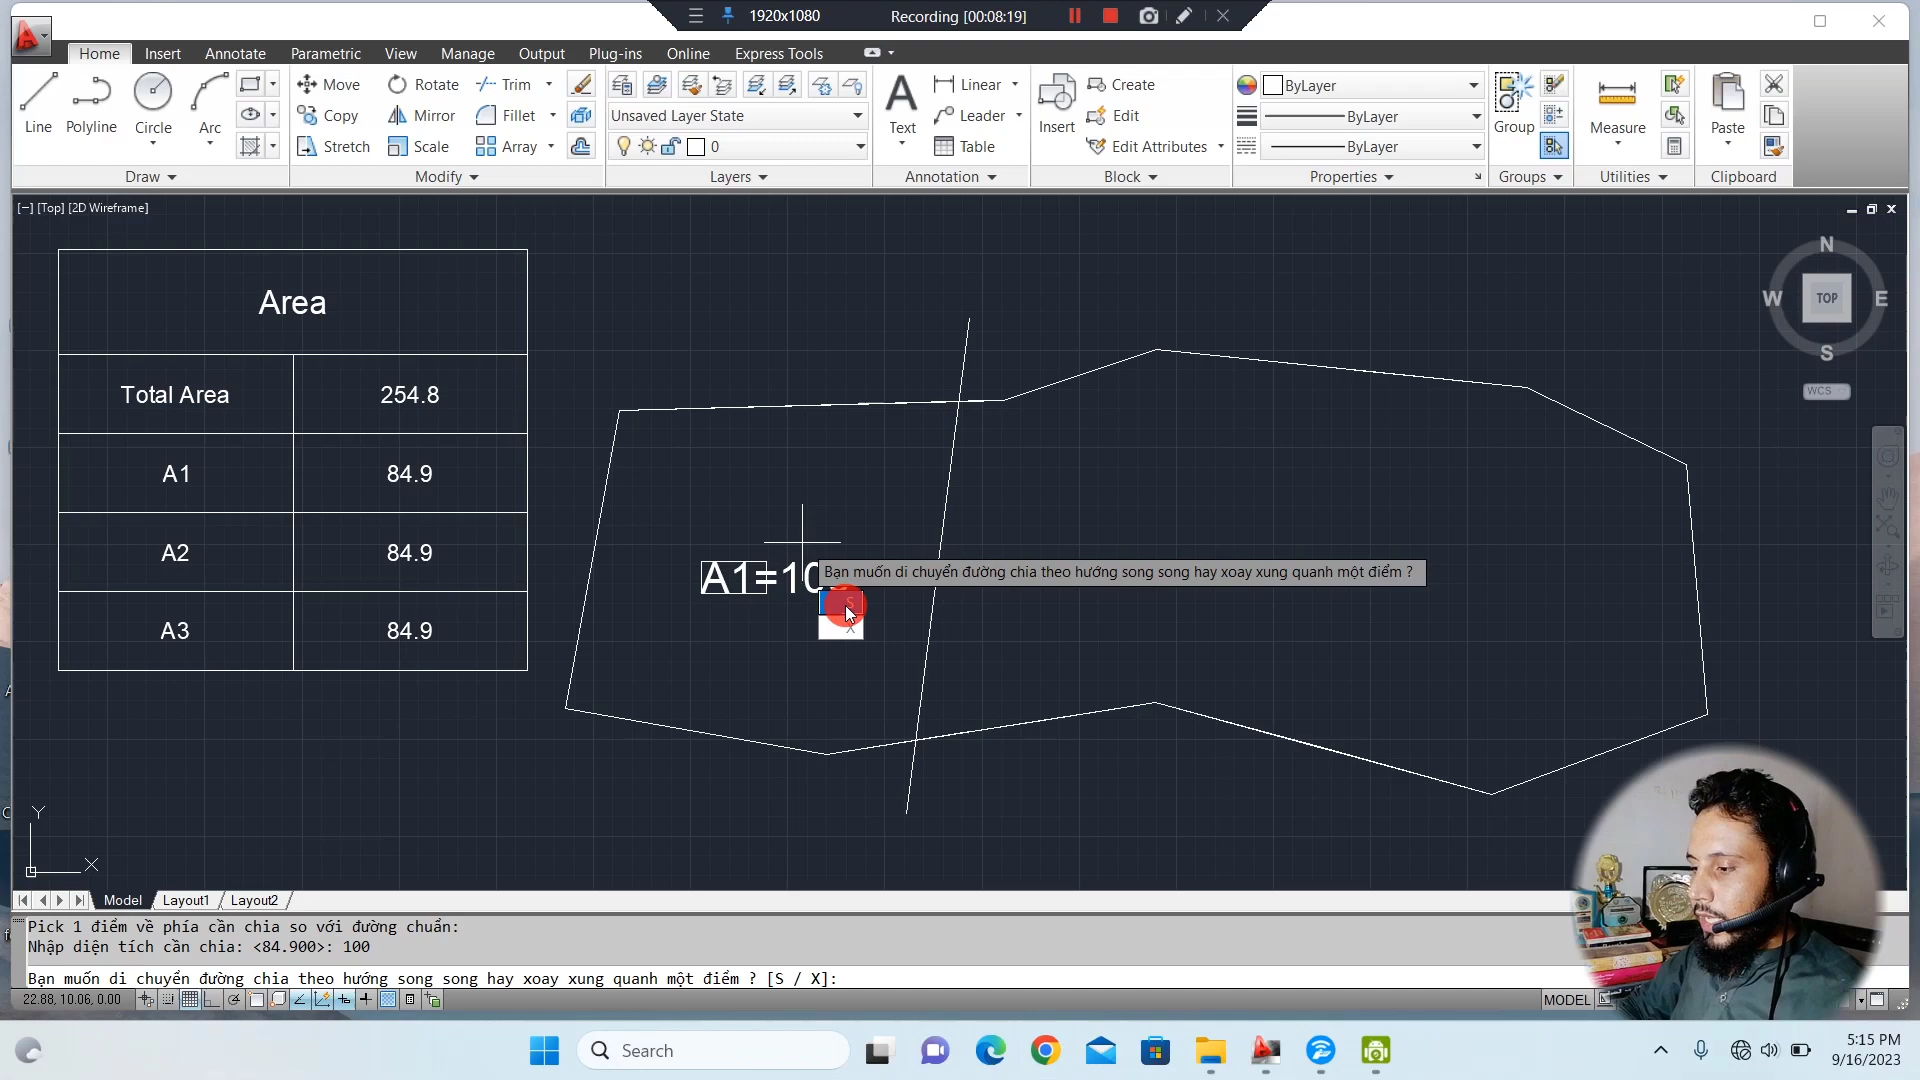 1920x1080 Recording [00:08:19]
Home Insert Annotate Parametric View Manage Output Plug-ins Online Express Tools
Move Rotate Trim Linear Create ByLayer
Copy Mirror Fillet Unsaved Layer State Leader Edit ByLayer
Line Polyline Circle Arc Text Insert Group Measure Paste
Stretch Scale Array 0 Table Edit Attributes ByLayer
Draw Modify Layers Annotation Block Properties Groups Utilities Clipboard
[−] [Top] [2D Wireframe]
N
W TOP E
S
WCS
Area
Total Area 254.8
A1 84.9
A2 84.9
A3 84.9
A1=10
Bạn muốn di chuyển đường chia theo hướng song song hay xoay xung quanh một điểm ?
S
X
Y
X
Model Layout1 Layout2
Pick 1 điểm về phía cần chia so với đường chuẩn:
Nhập diện tích cần chia: <84.900>: 100
Bạn muốn di chuyển đường chia theo hướng song song hay xoay xung quanh một điểm ? [S / X]:
22.88, 10.06, 0.00 MODEL
Search
5:15 PM
9/16/2023